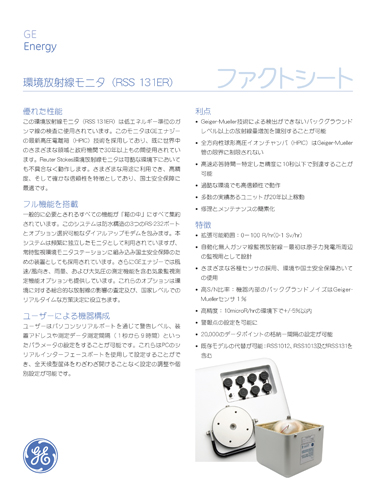 GE
Energy
環境放射線モニタ（RSS 131ER）
ファクトシート
優れた性能
この環境放射線モニタ（RSS 131ER）は低エネルギー準位のガ
ンマ線の検査に使用されています。このモニタはGEエナジー
の最新高圧電離箱（HPIC）技術を採用しており、既に世界中
のさまざまな領域と政府機関で30年以上もの間使用されてい
ます。Reuter Stokes環境放射線モニタは苛酷な環境下においても
不具合なく動作します。さまざまな用途に利用でき、高精
度、そして確かな信頼性を特徴としており、国土安全保障に
最適です。
フル機能を搭載
一般的に必要とされるすべての機能が「箱の中」にすべて集約
されています。このシステムは防水構造の3つのRS-232ポート
とオプション選択可能なダイアルアップモデムを包みます。本
システムは頻繁に独立したモニタとして利用されていますが、
常時監視環境モニタステーションに組み込み国土安全保障のた
めの装置としても採用されています。さらにGEエナジーでは風
速/風向き、雨量、および大気圧の測定機能を含む気象監視測
定機能オプションも提供しています。これらのオプションは環
境に対する総合的な放射線の影響の査定及び、国家レベルでの
リアルタイムな方策決定に役立ちます。
ユーザーによる機器構成
ユーザーはパソコンシリアルポートを通じて警告レベル、装
着アドレスや測定データ測定間隔（1秒から9時間）といっ
たパラメータの設定をすることが可能です。これらはPCのシ
リアルインターフェースポートを使用して設定することがで
き、全天候型筐体をわざわざ開けることなく設定の調整や個
別設定が可能です。
利点
• Geiger-Mueller技術による検出ができないバックグラウンド
レベル以上の放射線量増加を識別することが可能
• 全方向性球形高圧イオンチャンバ（HPIC）はGeiger-Mueller
管の限界に制限されない
• 高速応答時間－特定した精度に10秒以下で到達することが
可能
• 過酷な環境でも高信頼性で動作
• 多数の実績あるユニットが20年以上稼動
• 修理とメンテナンスの簡素化
特徴
• 拡張可能範囲：0～100 R/hr(0-1 Sv/hr)
• 自動化無人ガンマ線監視放射線－最初は原子力発電所周辺
の監視用として設計
• さまざまな各種センサの採用、環境や国土安全保障おいて
の使用
• 高S/N比率：機器内部のバックグランドノイズはGeiger-
Muellerセンサ1％
• 高精度：10microR/hrの環境下で+/-5%以内
• 警報点の設定を可能に
• 20,000のデータポイントの格納－間隔の設定が可能
• 既存モデルの代替が可能：RSS1012、RSS1013及びRSS131を
含む